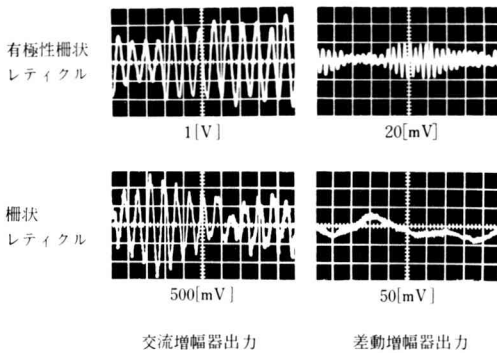 有極性柵状
レティクル
1[V]
20[mV]
柵状
レティクル
500[mV]
50[mV]
交流増幅器出力
差動増幅器出力